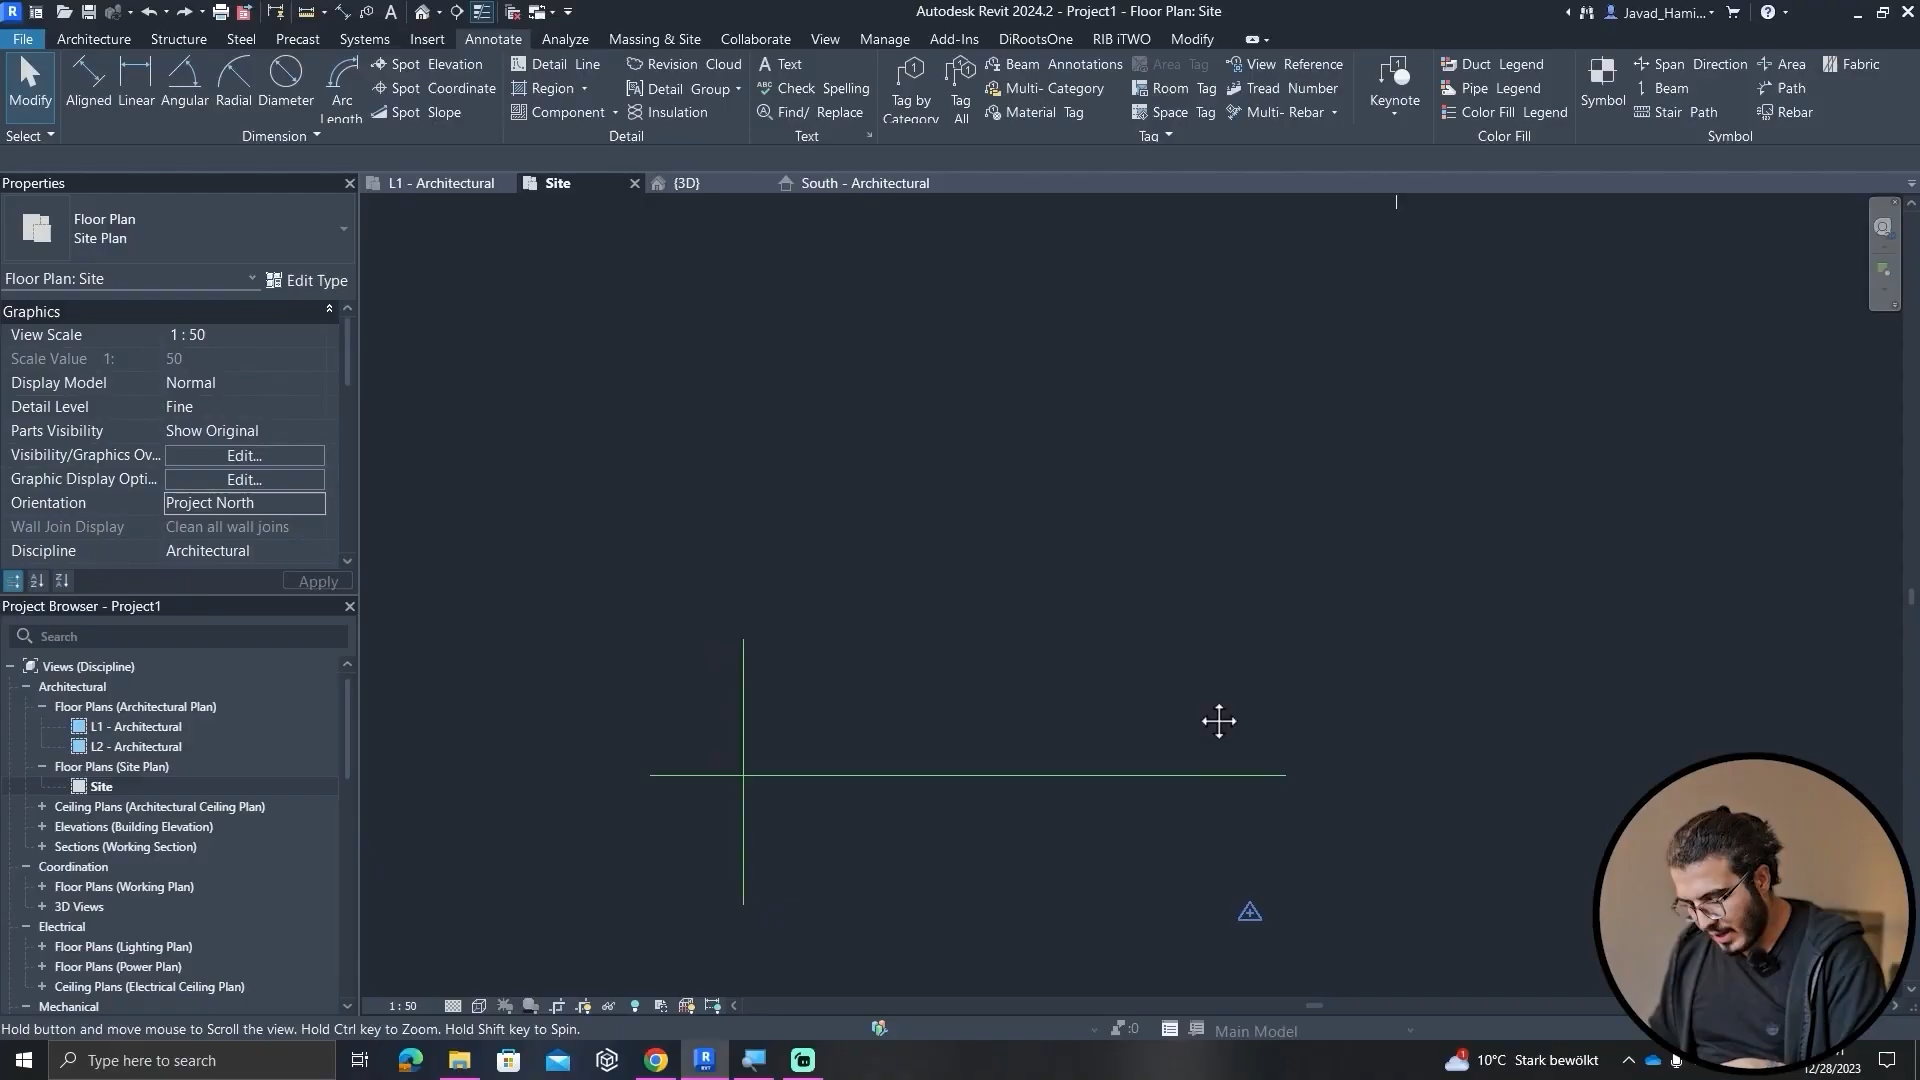 Autodesk Revit 2024.2 - Project1 - Floor Plan: Site
Javad_Hami...
File Architecture Structure Steel Precast Systems Insert Annotate Analyze Massing & Site Collaborate View Manage Add-Ins DiRootsOne RIB iTWO Modify
Modify
Select
Aligned Linear Angular Radial Diameter Arc Length
Spot Elevation
Spot Coordinate
Spot Slope
Dimension
Detail Line
Region
Component
Revision Cloud
Detail Group
Insulation
Detail
Text
Check Spelling
Find/ Replace
Text
Tag by Category
Tag All
Beam Annotations
Multi- Category
Material Tag
Area Tag
Room Tag
Space Tag
View Reference
Tread Number
Multi- Rebar
Tag
Keynote
Duct Legend
Pipe Legend
Color Fill Legend
Color Fill
Symbol
Span Direction
Beam
Stair Path
Area
Path
Rebar
Fabric
Symbol
Properties
L1 - Architectural
Site
{3D}
South - Architectural
Floor Plan
Site Plan
Floor Plan: Site
Edit Type
Graphics
View Scale 1 : 50
Scale Value 1: 50
Display Model Normal
Detail Level Fine
Parts Visibility Show Original
Visibility/Graphics Ov... Edit...
Graphic Display Opti... Edit...
Orientation Project North
Wall Join Display Clean all wall joins
Discipline Architectural
Apply
Project Browser - Project1
Search
Views (Discipline)
Architectural
Floor Plans (Architectural Plan)
L1 - Architectural
L2 - Architectural
Floor Plans (Site Plan)
Site
Ceiling Plans (Architectural Ceiling Plan)
Elevations (Building Elevation)
Sections (Working Section)
Coordination
Floor Plans (Working Plan)
3D Views
Electrical
Floor Plans (Lighting Plan)
Floor Plans (Power Plan)
Ceiling Plans (Electrical Ceiling Plan)
Mechanical
1 : 50
Hold button and move mouse to Scroll the view. Hold Ctrl key to Zoom. Hold Shift key to Spin.
:0
Main Model
Type here to search
10°C Stark bewölkt
12/28/2023